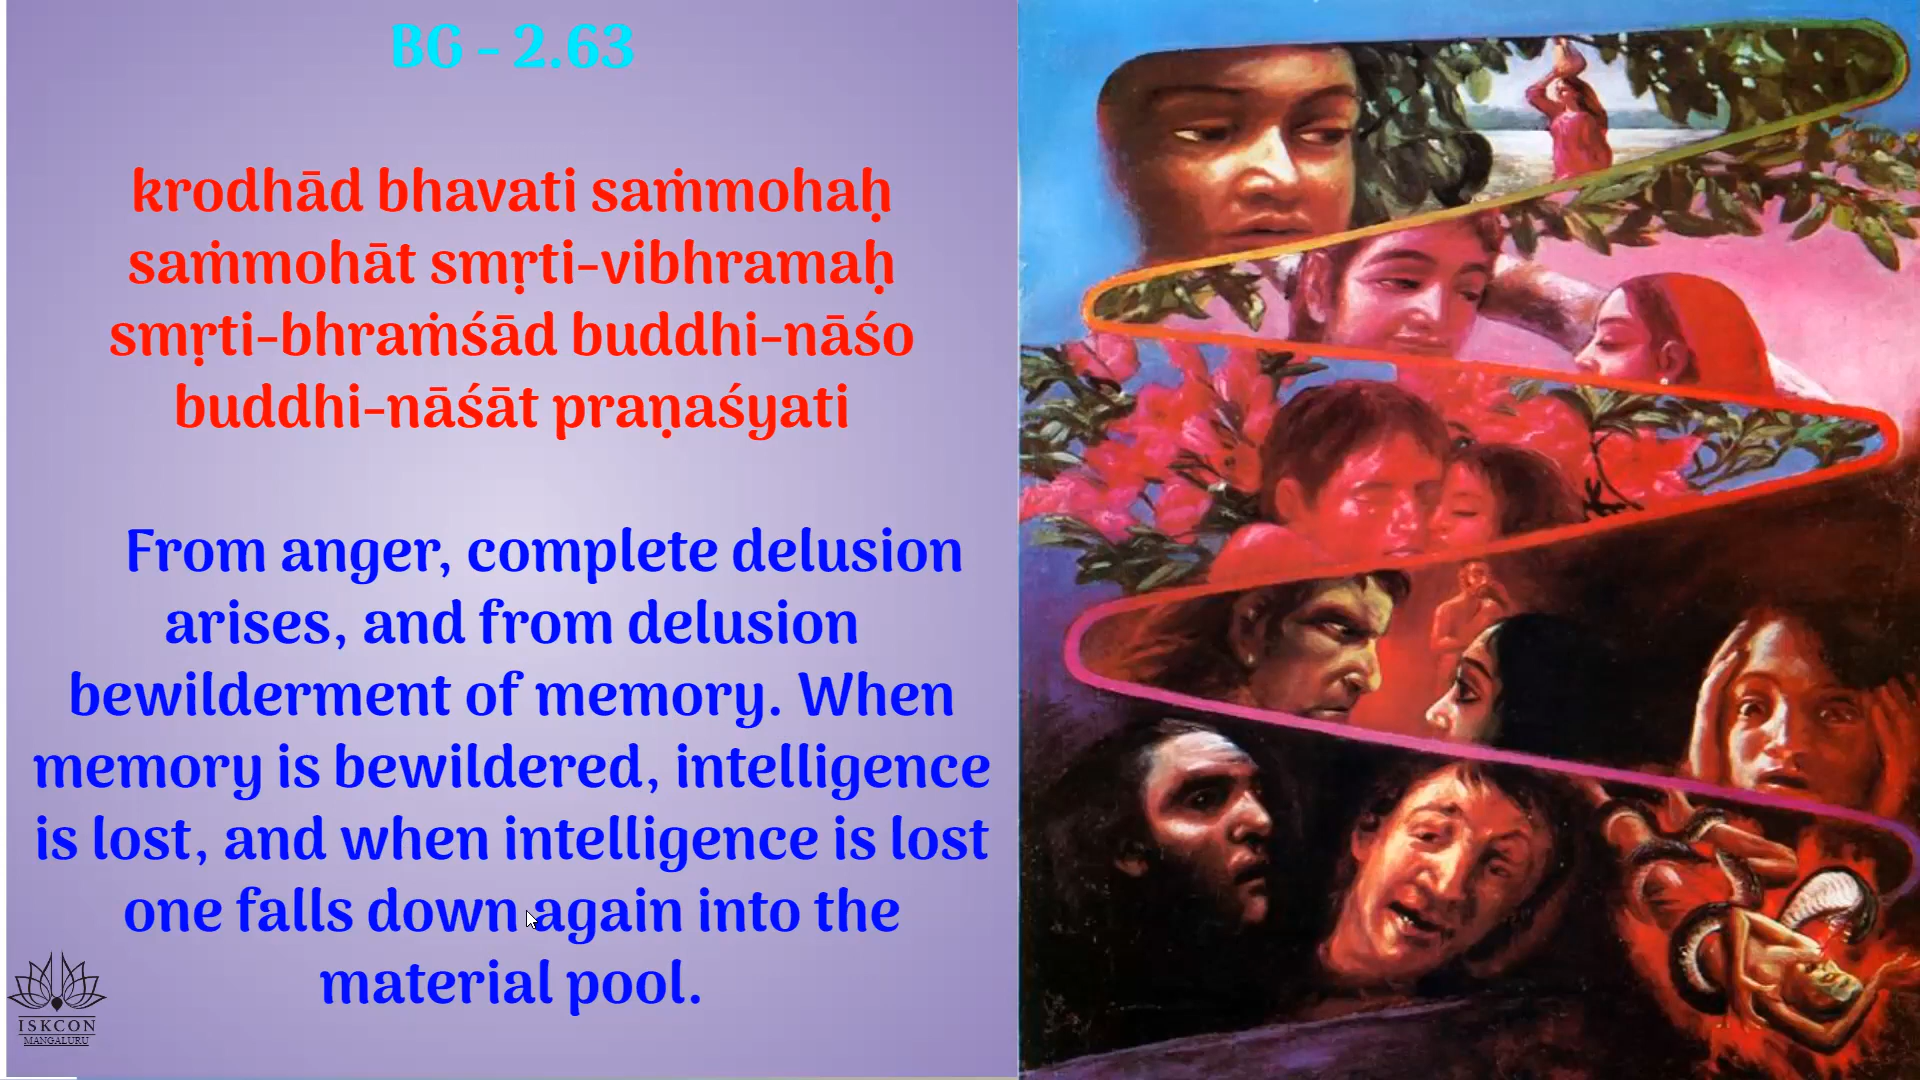 BG - 2.63
krodhād bhavati saṁmohaḥ
saṁmohāt smṛti-vibhramaḥ
smṛti-bhraṁśād buddhi-nāśo
buddhi-nāśāt praṇaśyati
From anger, complete delusion
arises, and from delusion
bewilderment of memory. When
memory is bewildered, intelligence
is lost, and when intelligence is lost
one falls down again into the
material pool.
ISKCON
MANGALURU